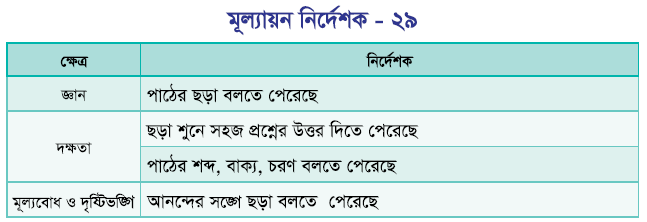 মূল্যায়ন নির্দেশক - ২৯
ক্ষেত্র নির্দেশক
জ্ঞান পাঠের ছড়া বলতে পেরেছে
ছড়া শুনে সহজ প্রশ্নের উত্তর দিতে পেরেছে
দক্ষতা
পাঠের শব্দ, বাক্য, চরণ বলতে পেরেছে
মূল্যবোধ ও দৃষ্টিভঙ্গি আনন্দের সঙ্গে ছড়া বলতে পেরেছে